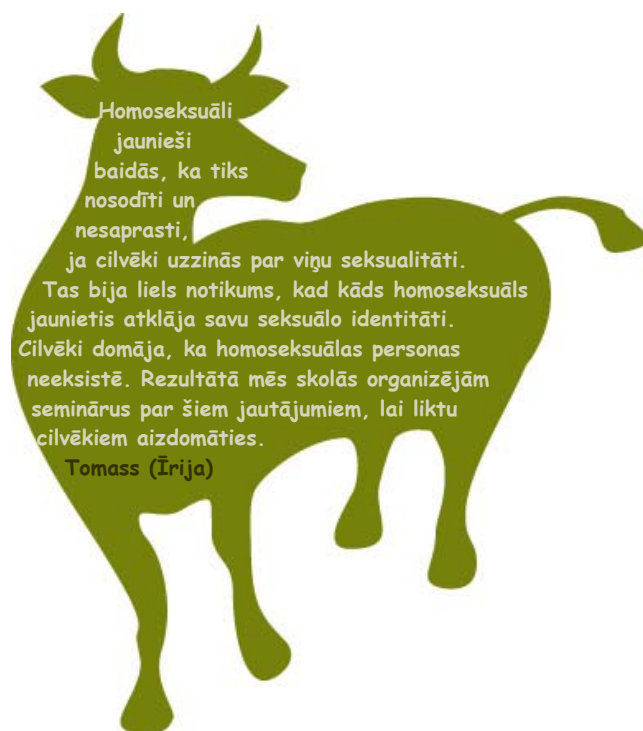 Homoseksuāli
jaunieši
baidās, ka tiks
nosodīti un
nesaprasti,
ja cilvēki uzzinās par viņu seksualitāti.
Tas bija liels notikums, kad kāds homoseksuāls
jaunietis atklāja savu seksuālo identitāti.
Cilvēki domāja, ka homoseksuālas personas
neeksistē. Rezultātā mēs skolās organizējām
seminārus par šiem jautājumiem, lai liktu
cilvēkiem aizdomāties.
Tomass (Īrija)